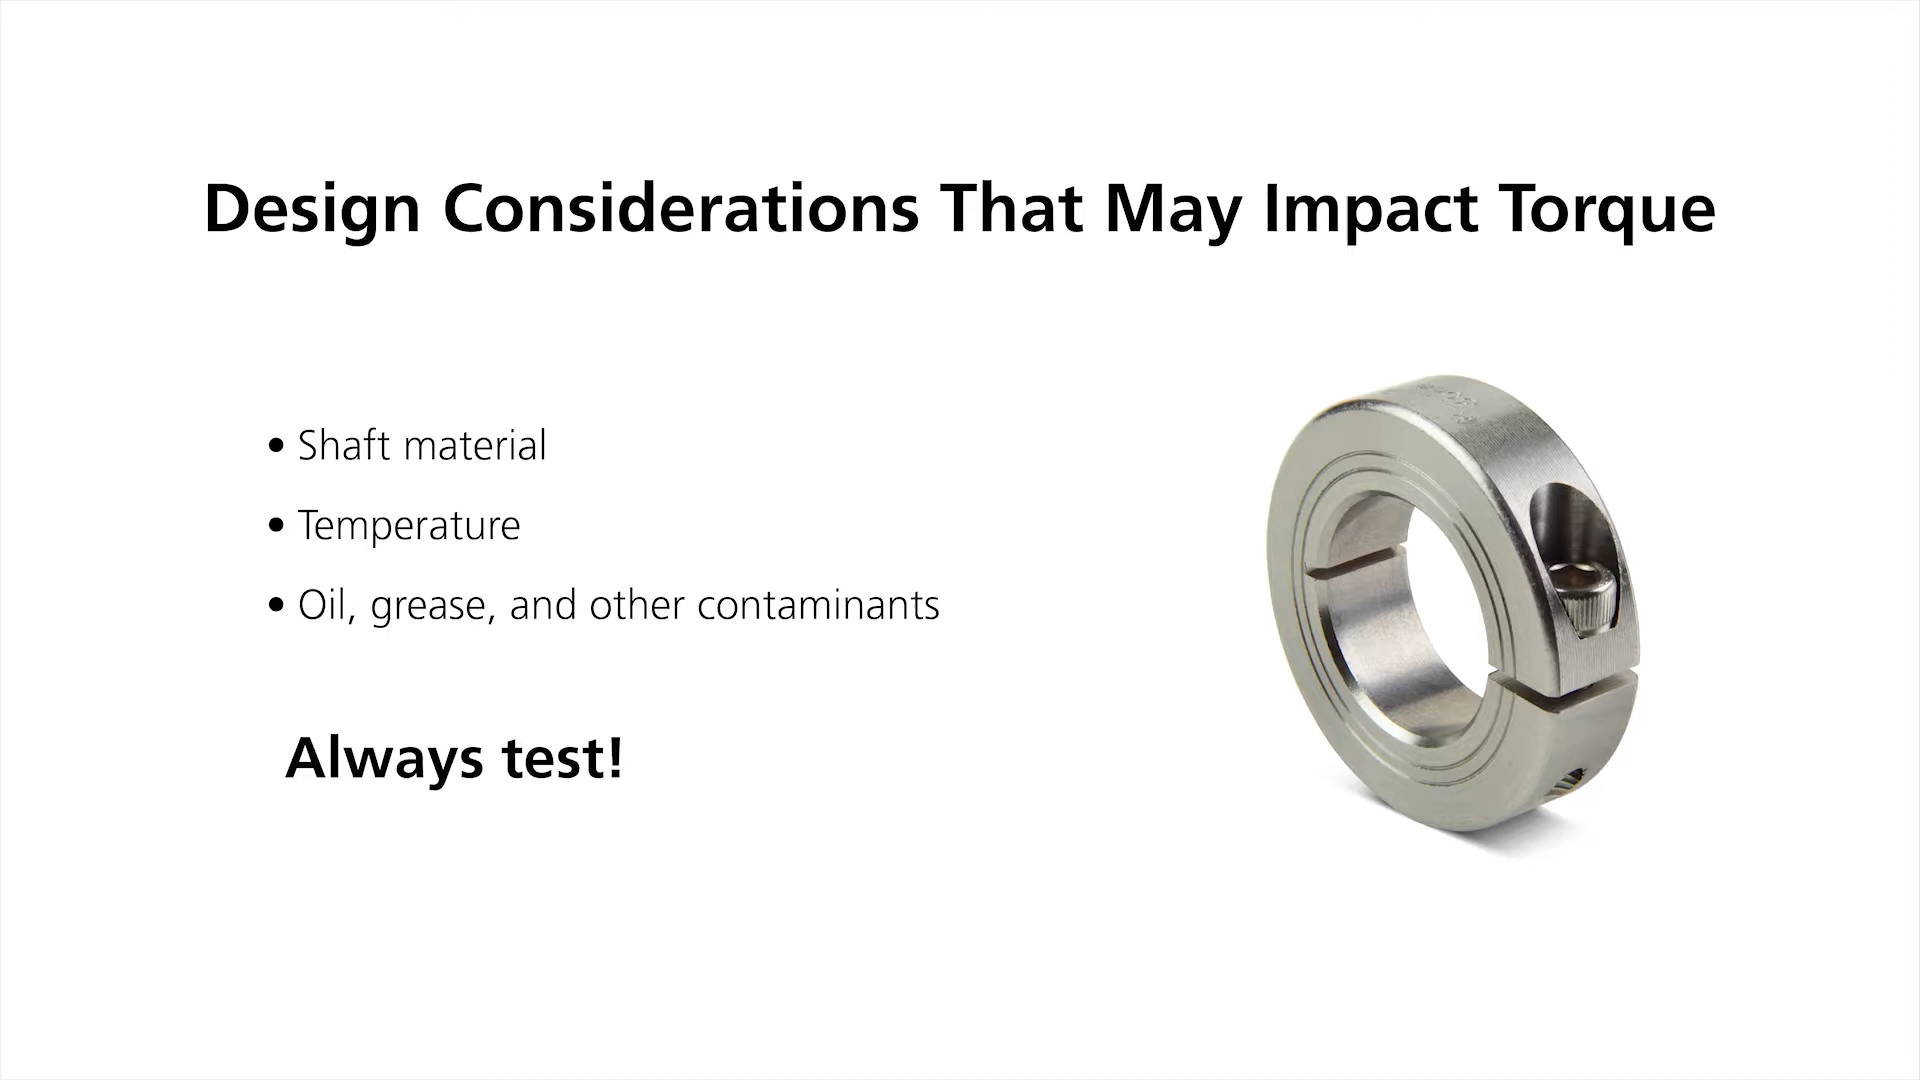 Design Considerations That May Impact Torque
• Shaft material
• Temperature
• Oil, grease, and other contaminants
Always test!